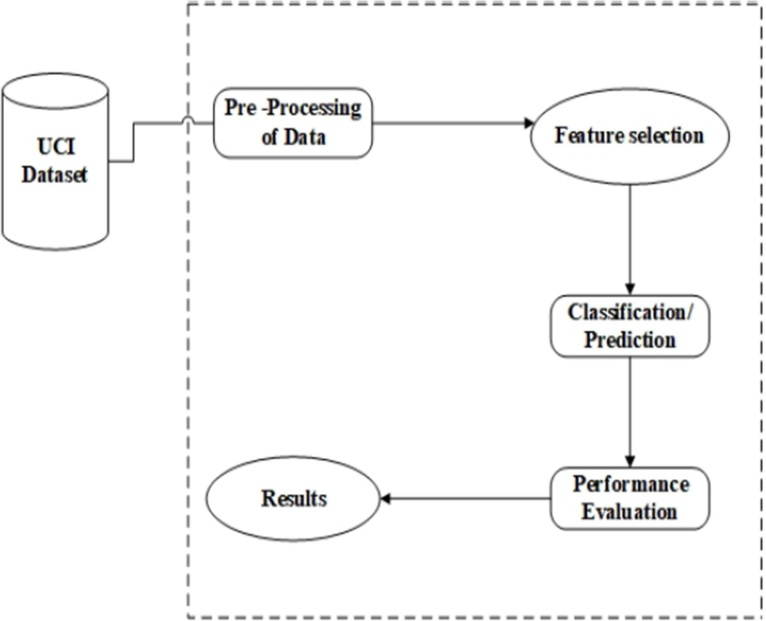 UCI
Dataset
Pre -Processing
of Data
Feature selection
Classification/
Prediction
Performance
Evaluation
Results